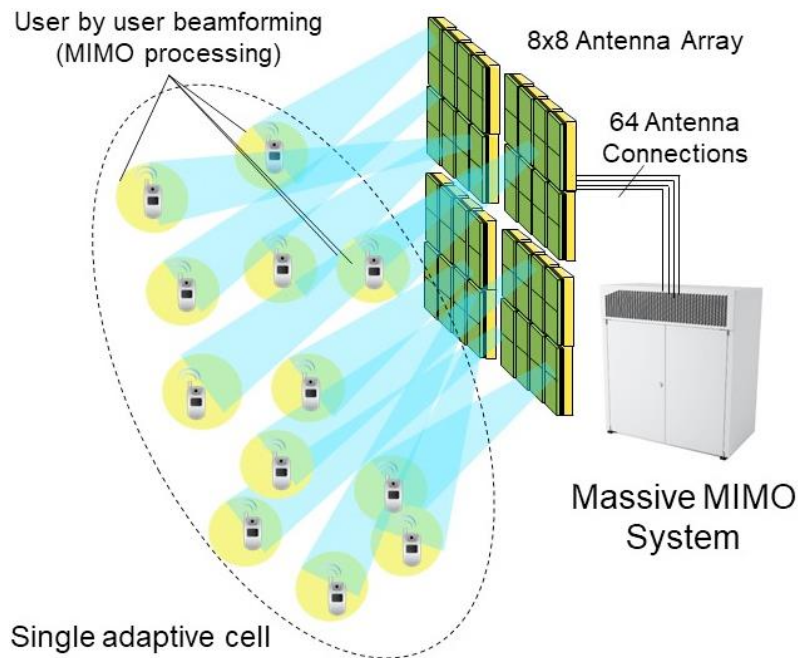 User by user beamforming
(MIMO processing)
8x8 Antenna Array
64 Antenna
Connections
Massive MIMO
System
Single adaptive cell